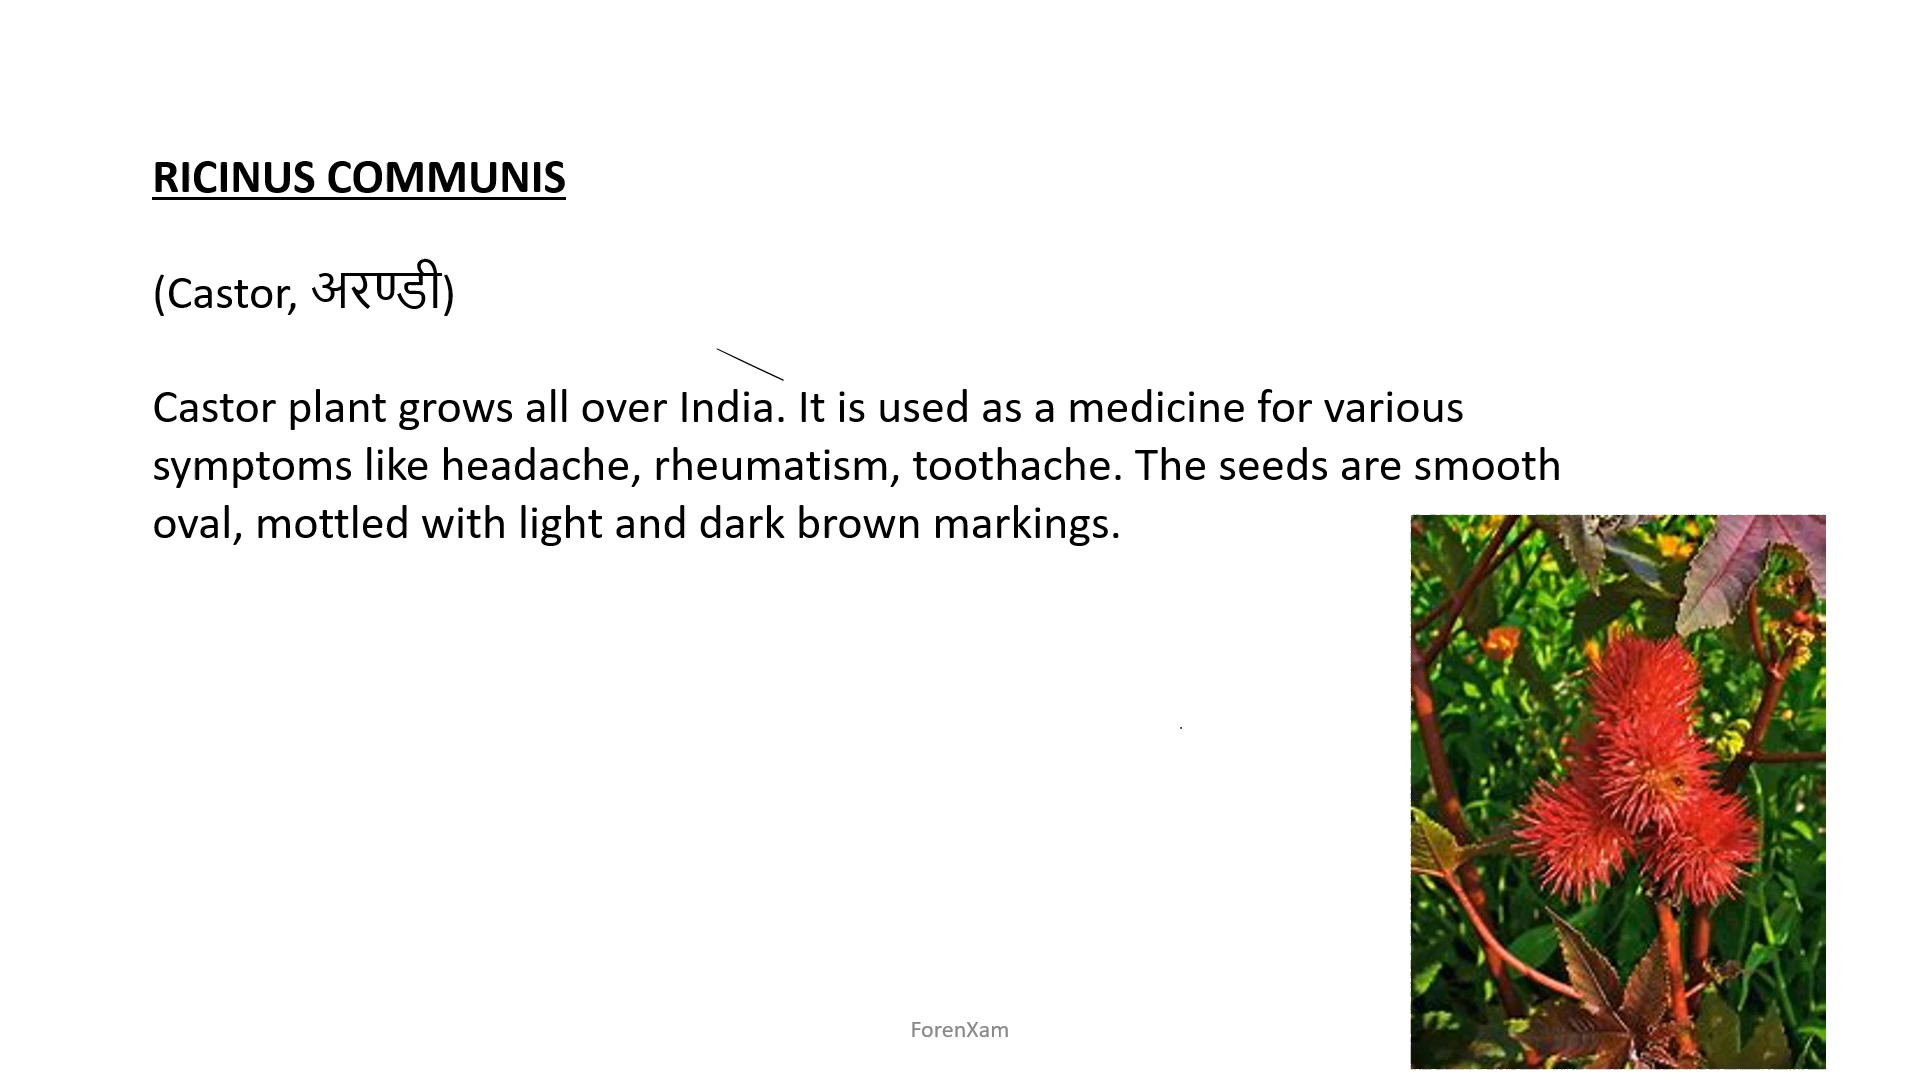 RICINUS COMMUNIS
(Castor, अरण्डी)
Castor plant grows all over India. It is used as a medicine for various
symptoms like headache, rheumatism, toothache. The seeds are smooth
oval, mottled with light and dark brown markings.
ForenXam